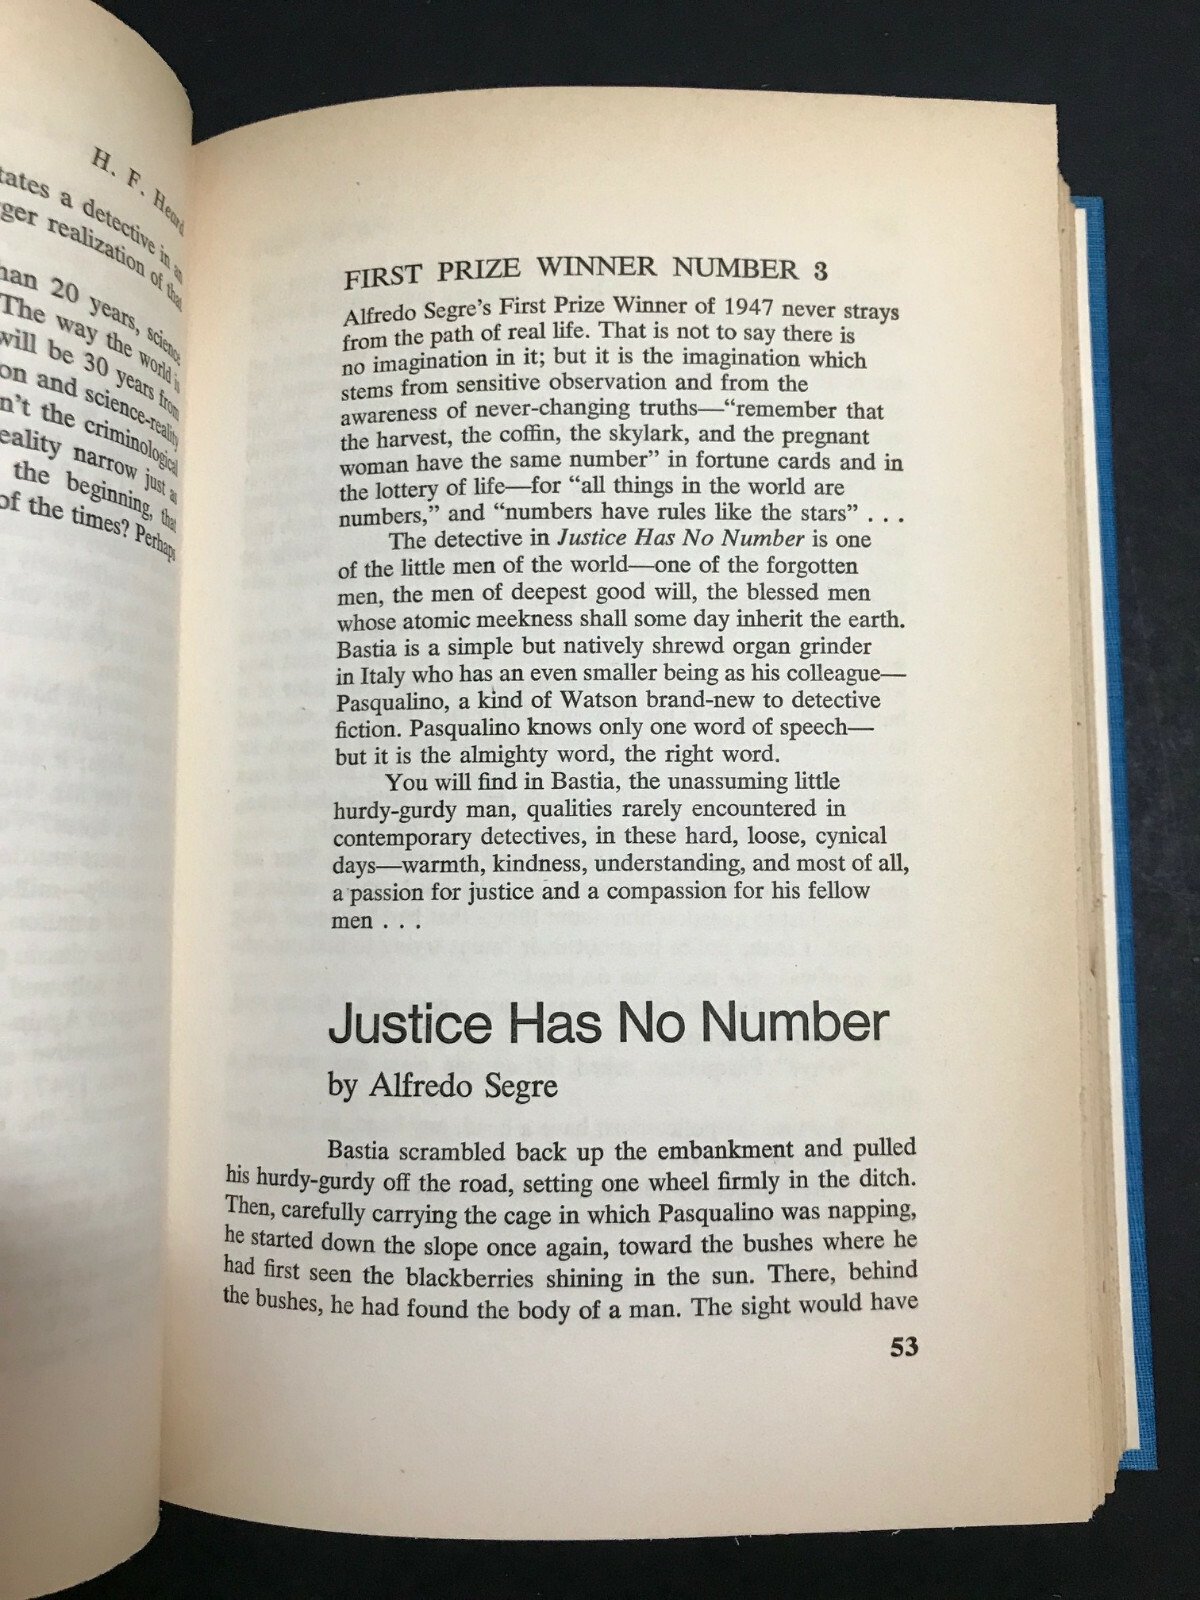 H. F. Heard
tates a detective in an
ger realization of that
han 20 years, science
The way the world is
will be 30 years from
on and science-reality
n't the criminological
eality narrow just as
the beginning, that
of the times? Perhaps
FIRST PRIZE WINNER NUMBER 3
Alfredo Segre's First Prize Winner of 1947 never strays
from the path of real life. That is not to say there is
no imagination in it; but it is the imagination which
stems from sensitive observation and from the
awareness of never-changing truths—“remember that
the harvest, the coffin, the skylark, and the pregnant
woman have the same number” in fortune cards and in
the lottery of life—for “all things in the world are
numbers,” and “numbers have rules like the stars” . . .
The detective in Justice Has No Number is one
of the little men of the world—one of the forgotten
men, the men of deepest good will, the blessed men
whose atomic meekness shall some day inherit the earth.
Bastia is a simple but natively shrewd organ grinder
in Italy who has an even smaller being as his colleague—
Pasqualino, a kind of Watson brand-new to detective
fiction. Pasqualino knows only one word of speech—
but it is the almighty word, the right word.
You will find in Bastia, the unassuming little
hurdy-gurdy man, qualities rarely encountered in
contemporary detectives, in these hard, loose, cynical
days—warmth, kindness, understanding, and most of all,
a passion for justice and a compassion for his fellow
men . . .
Justice Has No Number
by Alfredo Segre
Bastia scrambled back up the embankment and pulled
his hurdy-gurdy off the road, setting one wheel firmly in the ditch.
Then, carefully carrying the cage in which Pasqualino was napping,
he started down the slope once again, toward the bushes where he
had first seen the blackberries shining in the sun. There, behind
the bushes, he had found the body of a man. The sight would have
53